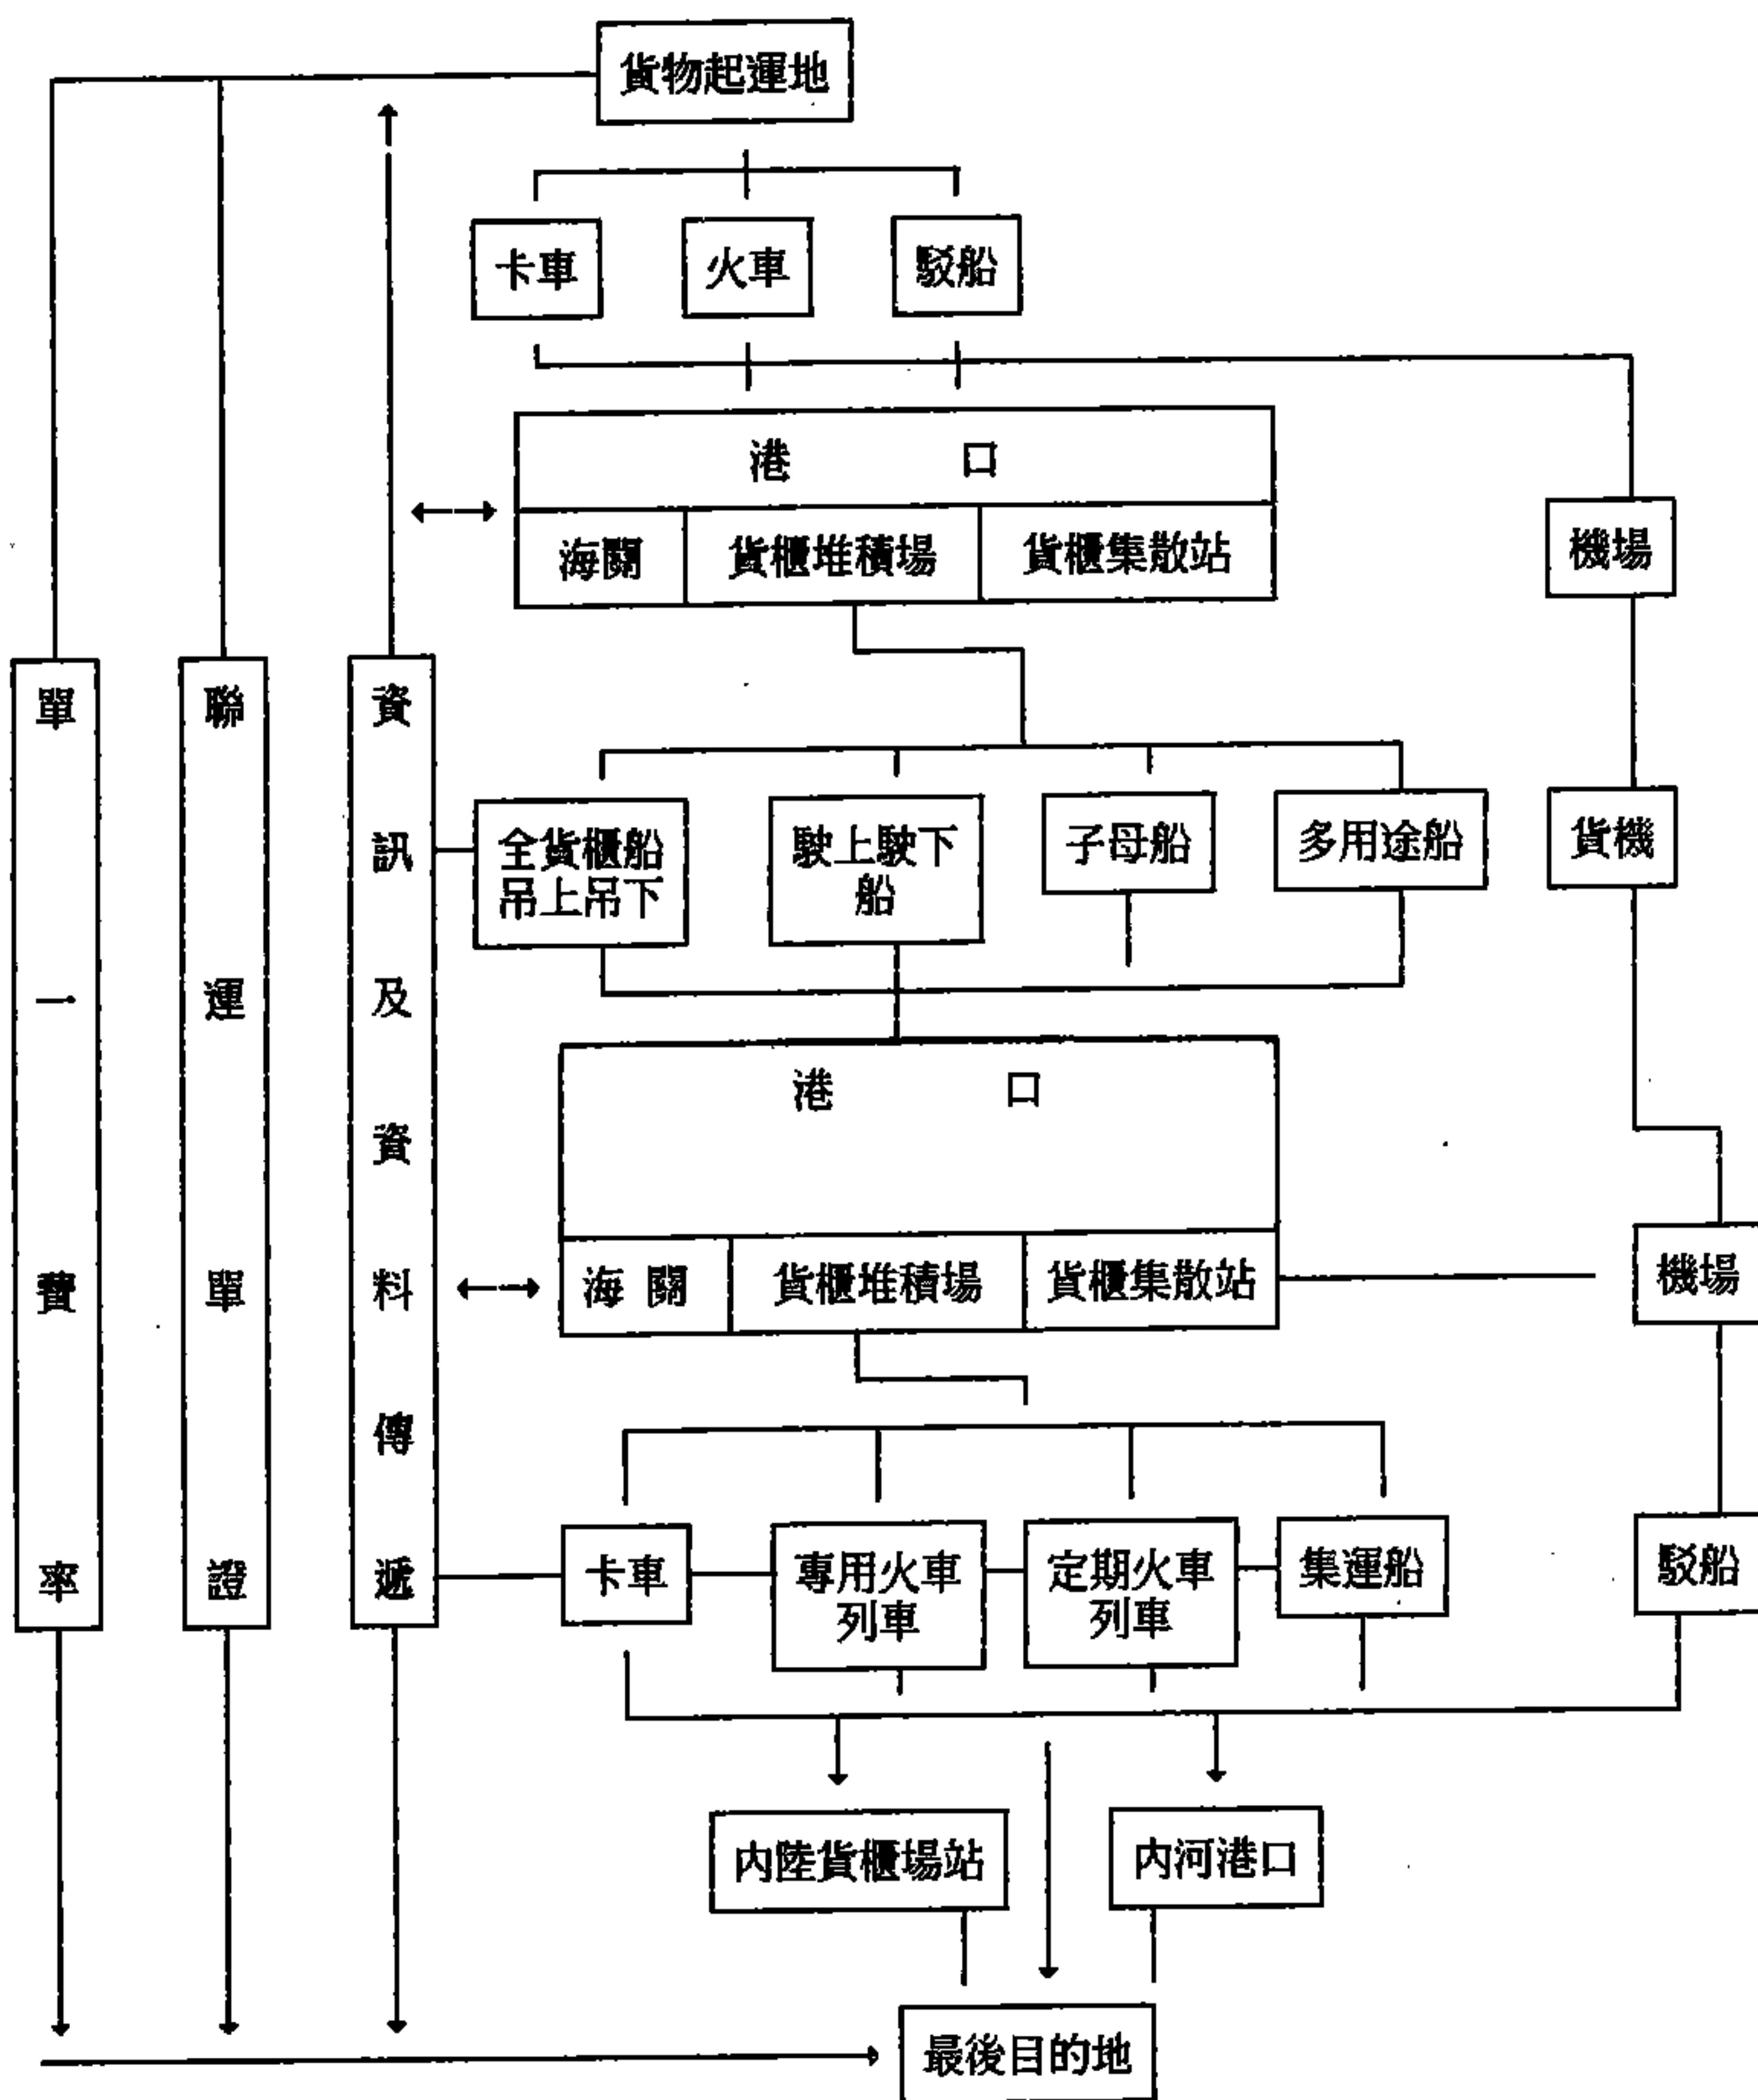 貨物起運地
卡車
火車
駁船
港 口
海關
貨櫃堆積場
貨櫃集散站
機場
單一費率
聯運單證
資訊及資料傳遞
全貨櫃船
吊上吊下
駛上駛下
船
子母船
多用途船
貨機
港 口
海 關
貨櫃堆積場
貨櫃集散站
機場
卡車
專用火車
列車
定期火車
列車
集運船
駁船
内陸貨櫃場站
内河港口
最後目的地